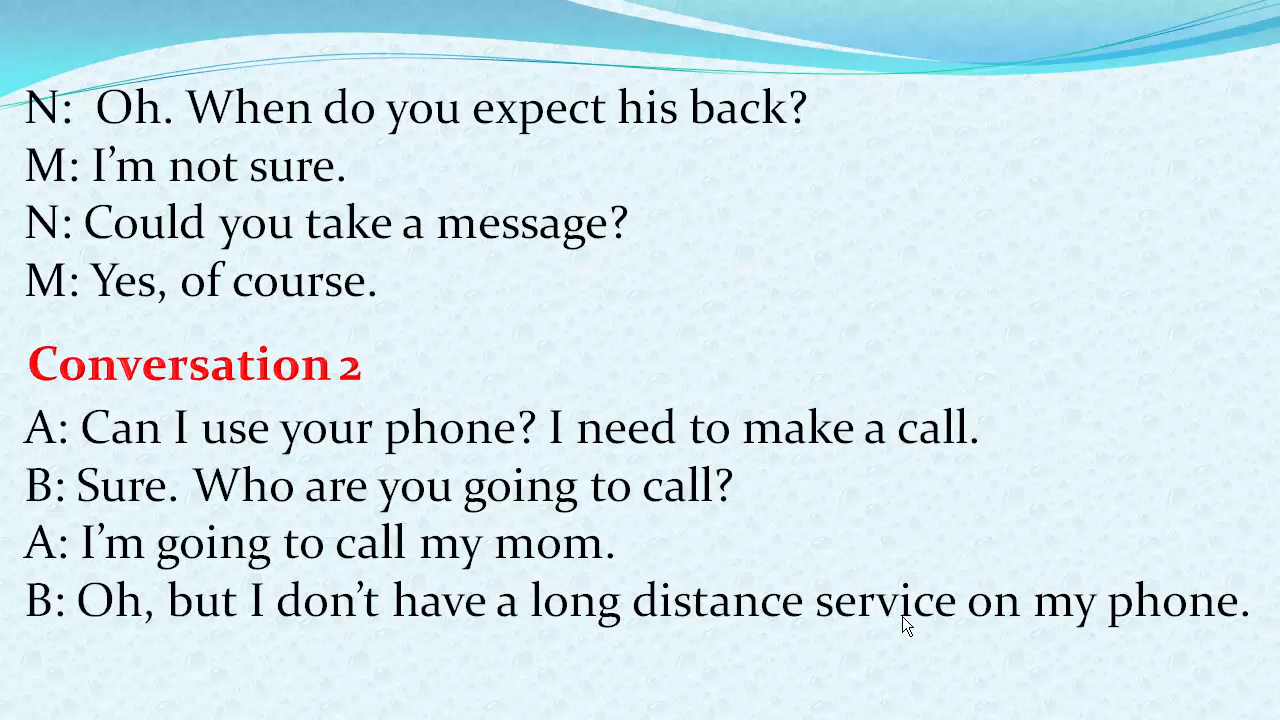 N:  Oh. When do you expect his back?
M: I’m not sure.
N: Could you take a message?
M: Yes, of course.
Conversation 2
A: Can I use your phone? I need to make a call.
B: Sure. Who are you going to call?
A: I’m going to call my mom.
B: Oh, but I don’t have a long distance service on my phone.